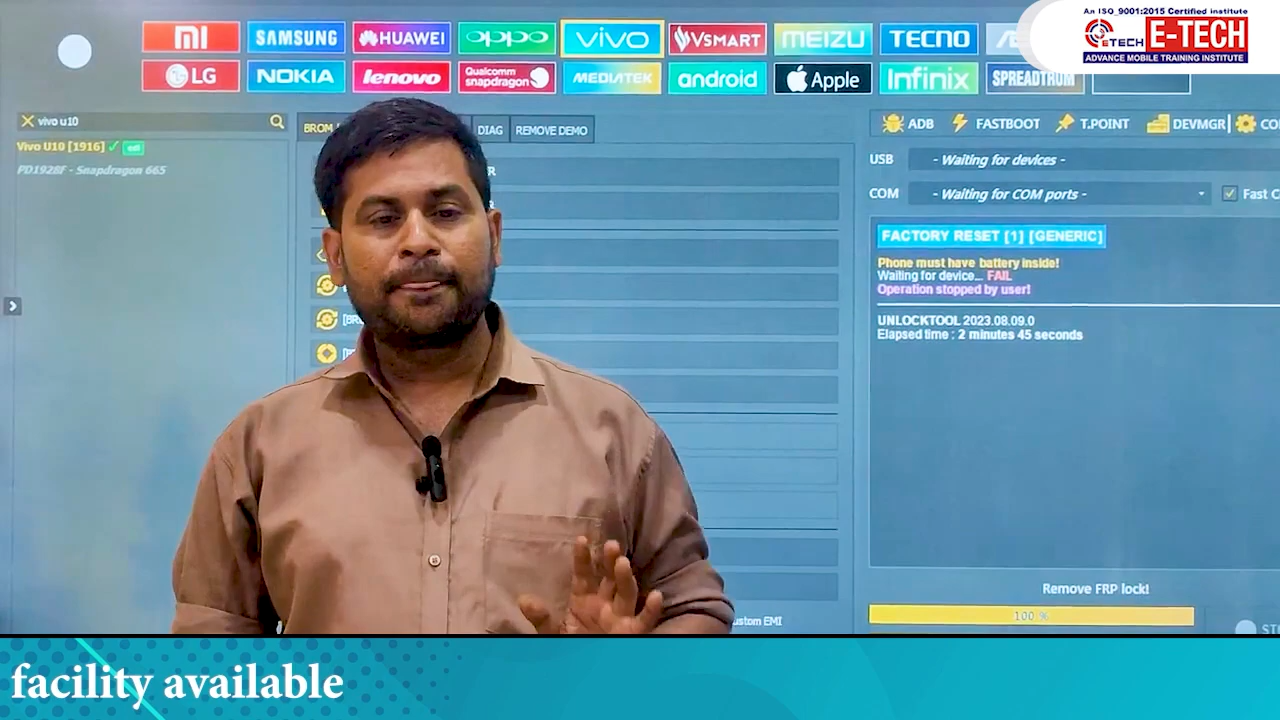 An ISO 9001:2015 Certified institute
ETECH E-TECH
ADVANCE MOBILE TRAINING INSTITUTE
MI SAMSUNG HUAWEI OPPO VIVO VSMART MEIZU TECNO
LG NOKIA lenovo Qualcomm snapdragon MEDIATEK android Apple Infinix SPREADTRUM
vivo u10
Vivo U10 [1916]
PD1928F - Snapdragon 665
BROM
DIAG
REMOVE DEMO
ADB FASTBOOT T.POINT DEVMGR
USB - Waiting for devices -
COM - Waiting for COM ports - Fast
FACTORY RESET [1] [GENERIC]
Phone must have battery inside!
Waiting for device... FAIL
Operation stopped by user!
UNLOCKTOOL 2023.08.09.0
Elapsed time : 2 minutes 45 seconds
Remove FRP lock!
100 %
EMI
facility available